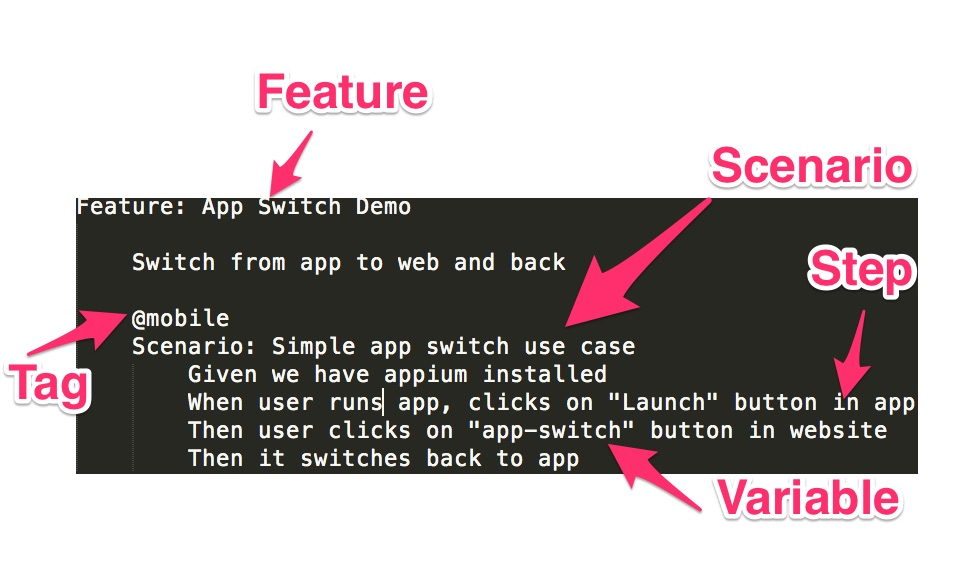 Feature
Scenario
Feature: App Switch Demo
Step
Switch from app to web and back
@mobile
Scenario: Simple app switch use case
Tag
Given we have appium installed
When user runs app, clicks on "Launch" button in app
Then user clicks on "app-switch" button in website
Then it switches back to app
Variable